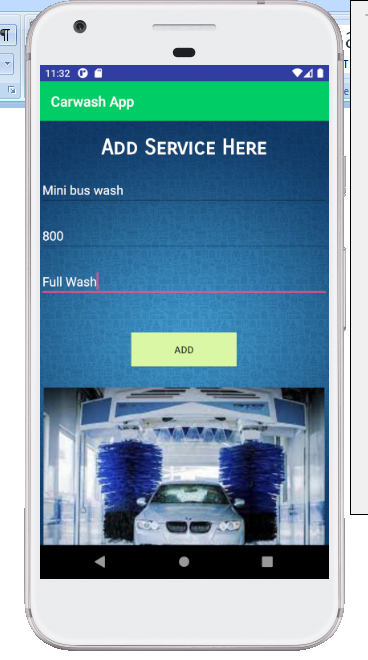 11:32
Carwash App
Add Service Here
Mini bus wash
800
Full Wash
ADD